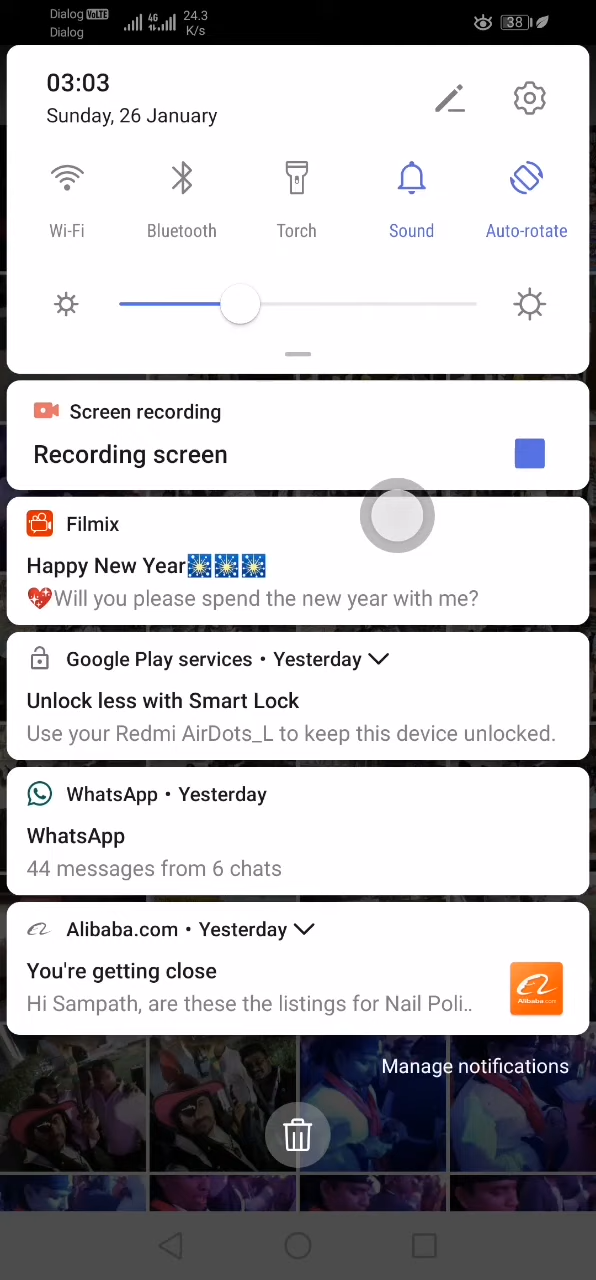 Dialog VoLTE
Dialog
4G
24.3
K/s
38
03:03
Sunday, 26 January
Wi-Fi Bluetooth Torch Sound Auto-rotate
Screen recording
Recording screen
Filmix
Happy New Year🎆🎆🎆
💖Will you please spend the new year with me?
Google Play services • Yesterday
Unlock less with Smart Lock
Use your Redmi AirDots_L to keep this device unlocked.
WhatsApp • Yesterday
WhatsApp
44 messages from 6 chats
Alibaba.com • Yesterday
You're getting close
Hi Sampath, are these the listings for Nail Poli..
Alibaba.com
Manage notifications